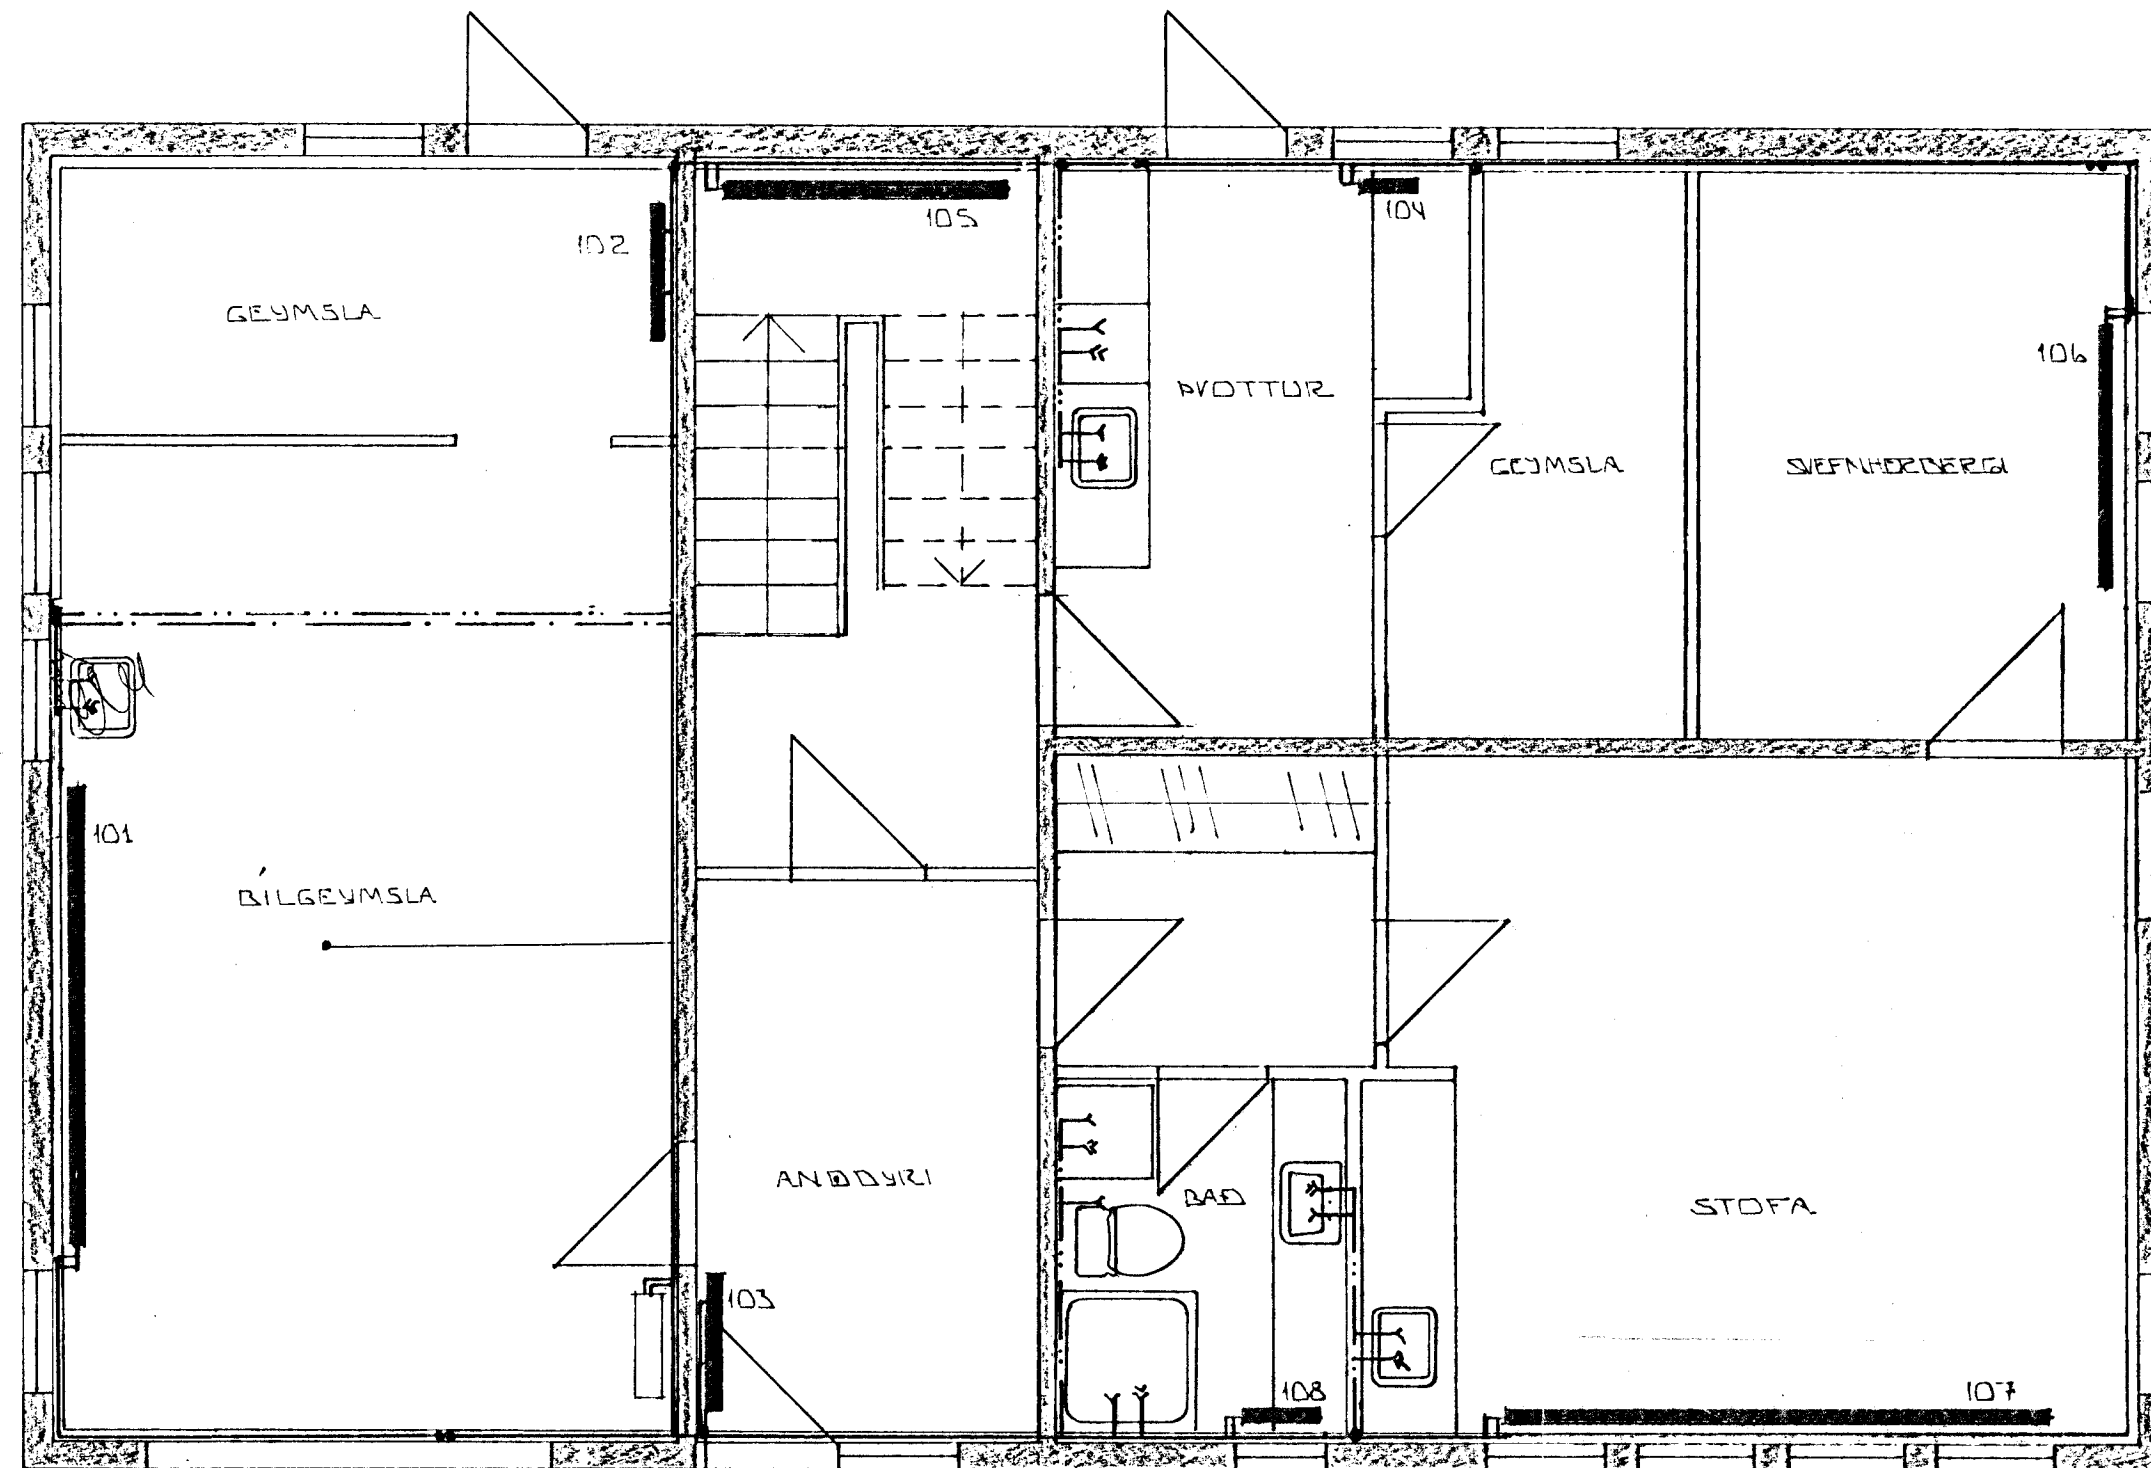 105
104
102
GEYMSLA
106
ÞVOTTUR
GEYMSLA
SVEFNHERBERGI
101
BÍLGEYMSLA
ANDDYRI
BAÐ
STOFA
103
108
107